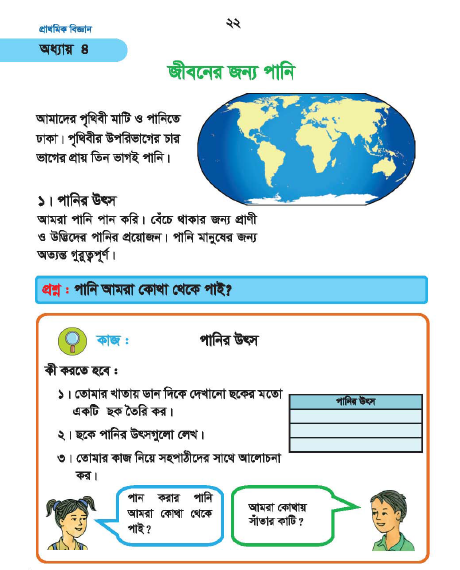 ২২
প্রাথমিক বিজ্ঞান
অধ্যায় ৪
জীবনের জন্য পানি
আমাদের পৃথিবী মাটি ও পানিতে
ঢাকা। পৃথিবীর উপরিভাগের চার
ভাগের প্রায় তিন ভাগই পানি।
১। পানির উৎস
আমরা পানি পান করি। বেঁচে থাকার জন্য প্রাণী
ও উদ্ভিদের পানির প্রয়োজন। পানি মানুষের জন্য
অত্যন্ত গুরুত্বপূর্ণ।
প্রশ্ন : পানি আমরা কোথা থেকে পাই?
কাজ : পানির উৎস
কী করতে হবে :
১। তোমার খাতায় ডান দিকে দেখানো ছকের মতো
একটি ছক তৈরি কর।
২। ছকে পানির উৎসগুলো লেখ।
৩। তোমার কাজ নিয়ে সহপাঠীদের সাথে আলোচনা
কর।
পানির উৎস
পান করার পানি
আমরা কোথা থেকে
পাই?
আমরা কোথায়
সাঁতার কাটি?